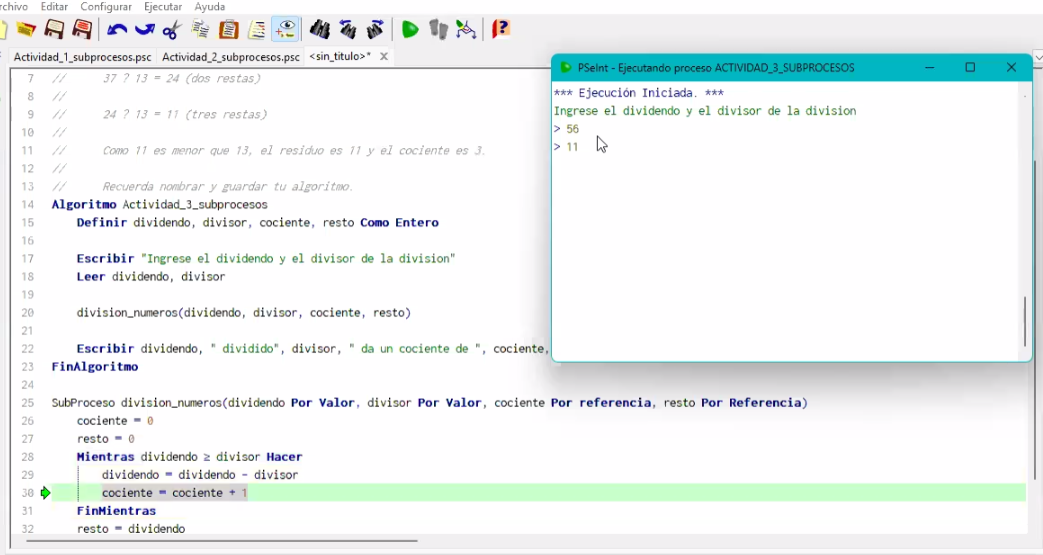 rchivo Editar Configurar Ejecutar Ayuda
Actividad_1_subprocesos.psc Actividad_2_subprocesos.psc <sin_titulo>*
7 // 37 ? 13 = 24 (dos restas)
8 //
9 // 24 ? 13 = 11 (tres restas)
10 //
11 // Como 11 es menor que 13, el residuo es 11 y el cociente es 3.
12 //
13 // Recuerda nombrar y guardar tu algoritmo.
14 Algoritmo Actividad_3_subprocesos
15 Definir dividendo, divisor, cociente, resto Como Entero
16
17 Escribir "Ingrese el dividendo y el divisor de la division"
18 Leer dividendo, divisor
19
20 division_numeros(dividendo, divisor, cociente, resto)
21
22 Escribir dividendo, " dividido", divisor, " da un cociente de ", cociente,
23 FinAlgoritmo
24
25 SubProceso division_numeros(dividendo Por Valor, divisor Por Valor, cociente Por referencia, resto Por Referencia)
26 cociente = 0
27 resto = 0
28 Mientras dividendo ≥ divisor Hacer
29 dividendo = dividendo - divisor
30 cociente = cociente + 1
31 FinMientras
32 resto = dividendo
PSeInt - Ejecutando proceso ACTIVIDAD_3_SUBPROCESOS
*** Ejecución Iniciada. ***
Ingrese el dividendo y el divisor de la division
> 56
> 11